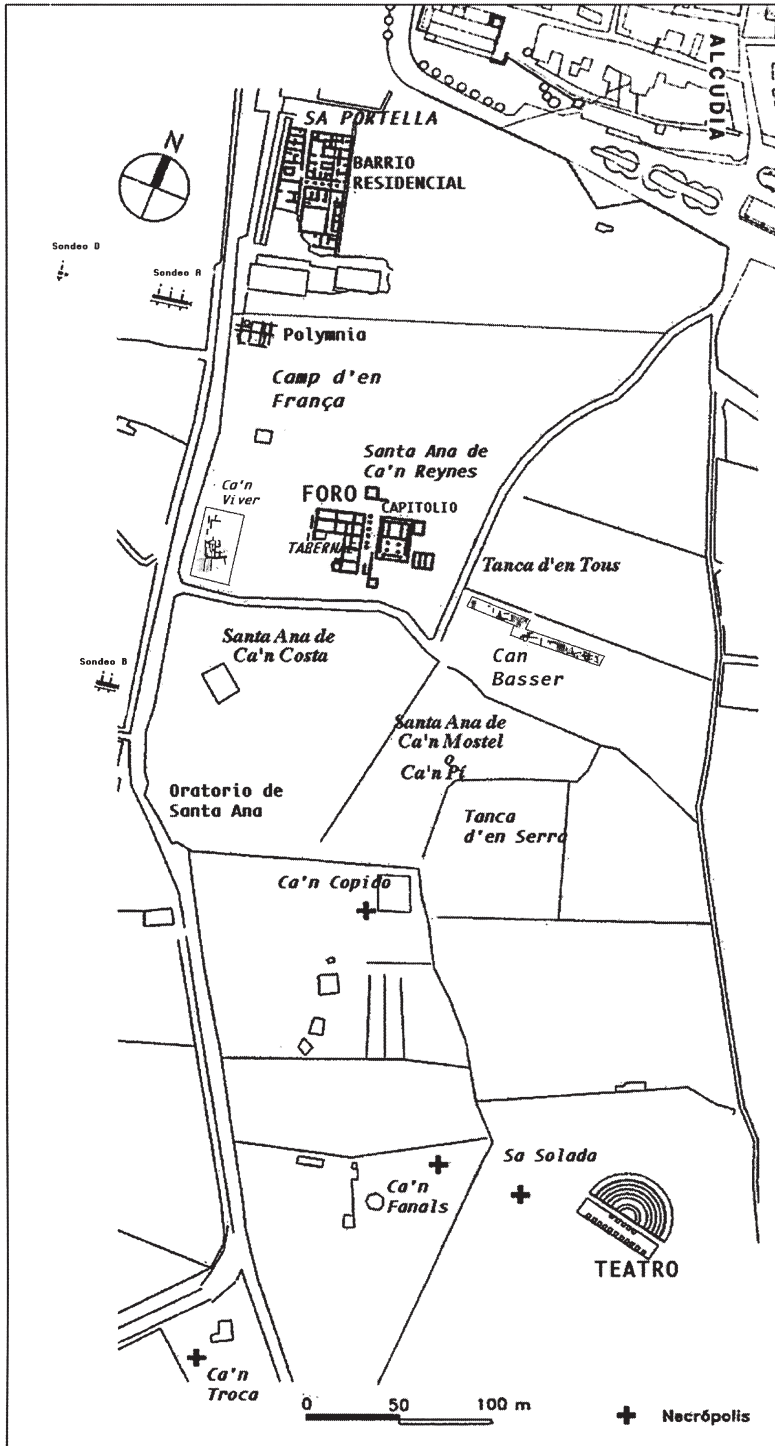 ALCÚDIA
SA PORTELLA
N
BARRIO
RESIDENCIAL
Sondeo D
Sondeo A
Polymnia
Camp d'en
França
Santa Ana de
Ca'n Reynes
Ca'n
Viver
FORO
CAPITOLIO
TABERNAE
Tanca d'en Tous
Santa Ana de
Ca'n Costa
Sondeo B
Can
Basser
Santa Ana de
Ca'n Mostel
o
Ca'n Pí
Oratorio de
Santa Ana
Tanca
d'en Serra
Ca'n Copido
Sa Solada
Ca'n
Fanals
TEATRO
Ca'n
Troca
0 50 100 m
Necrópolis